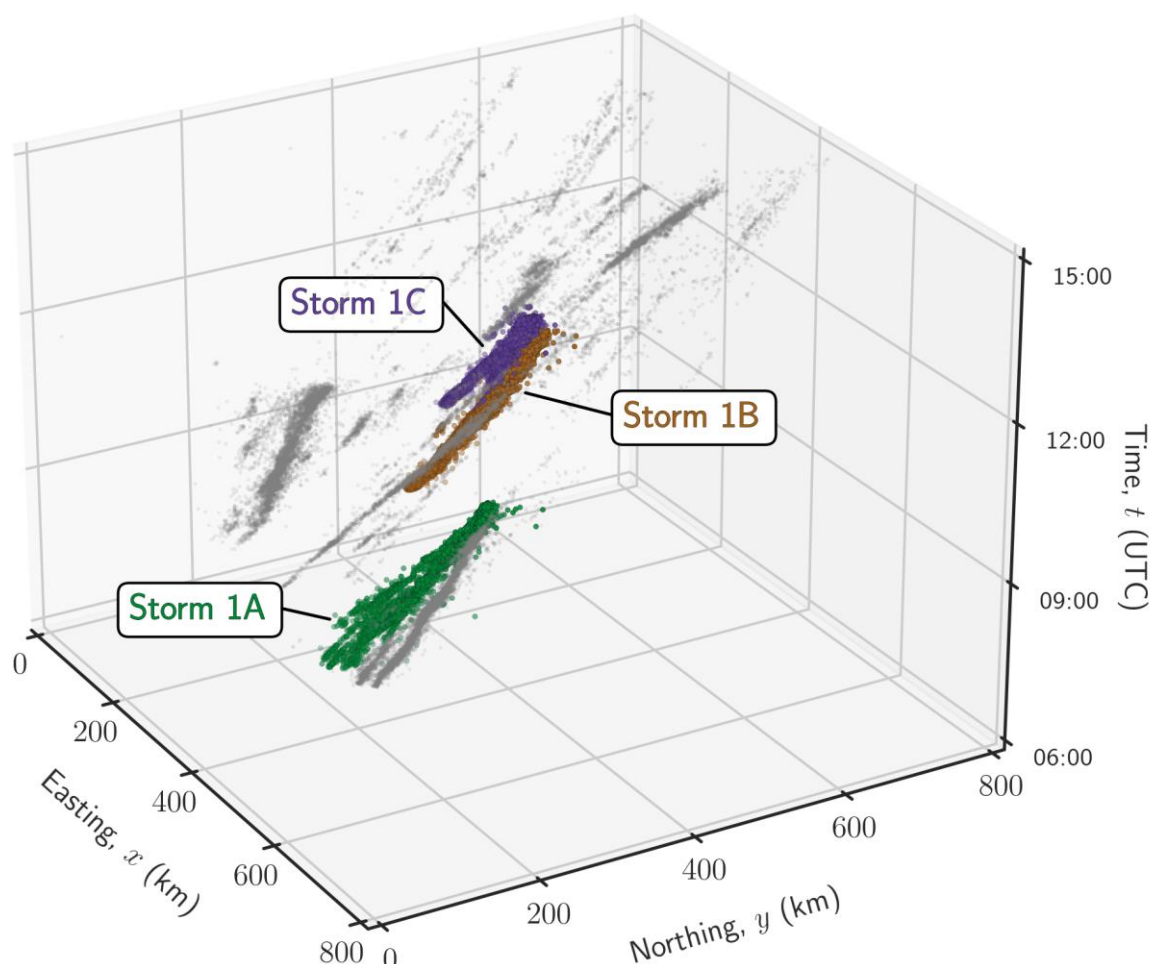 Storm 1C
Storm 1B
Storm 1A
15:00
12:00
09:00
06:00
Time, t (UTC)
0
200
400
600
800
Easting, x (km)
0
200
400
600
800
Northing, y (km)